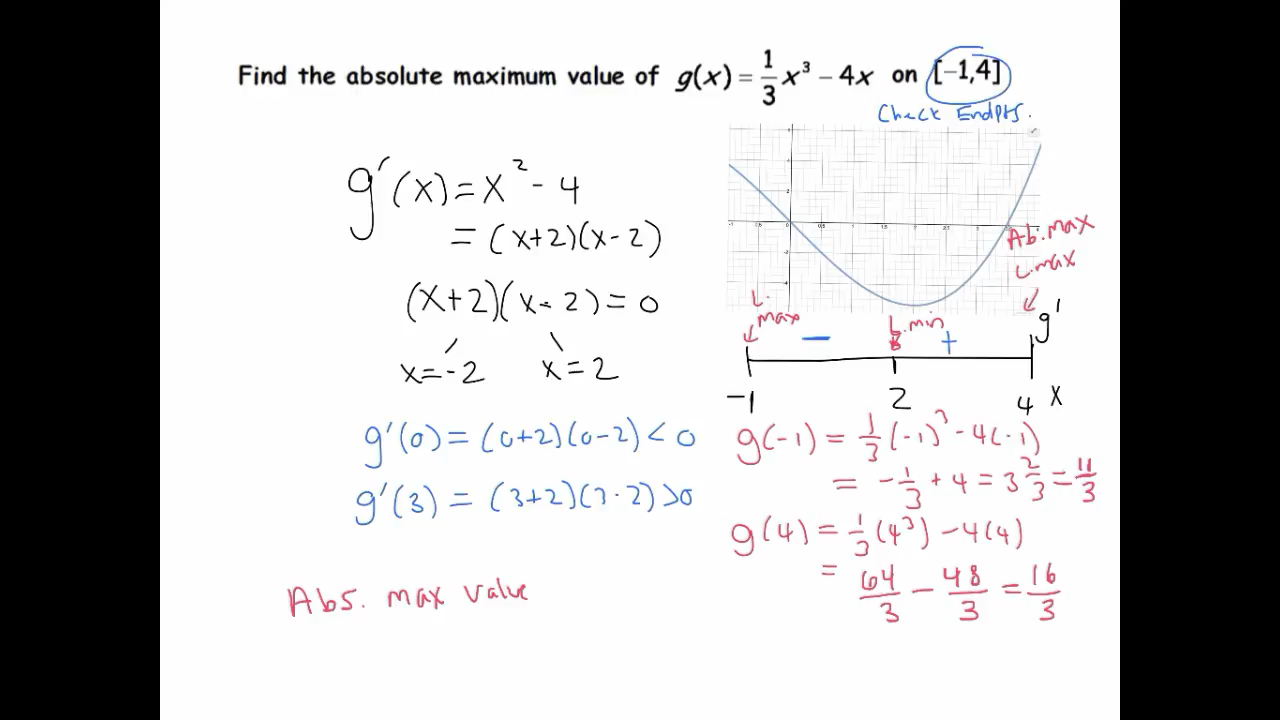 Find the absolute maximum value of g(x) = 1/3 x³ − 4x on [−1,4]
Check Endpts.
g'(x) = x² - 4
= (x+2)(x-2)
(x+2)(x-2) = 0
x = -2 x = 2
g'(0) = (0+2)(0-2) < 0
g'(3) = (3+2)(3-2) > 0
Abs. max value
Ab. max
L. max
L. max
L. min
g'
− +
-1 2 4 x
g(-1) = 1/3 (-1)³ - 4(-1)
= -1/3 + 4 = 3 2/3 = 11/3
g(4) = 1/3 (4³) - 4(4)
= 64/3 - 48/3 = 16/3